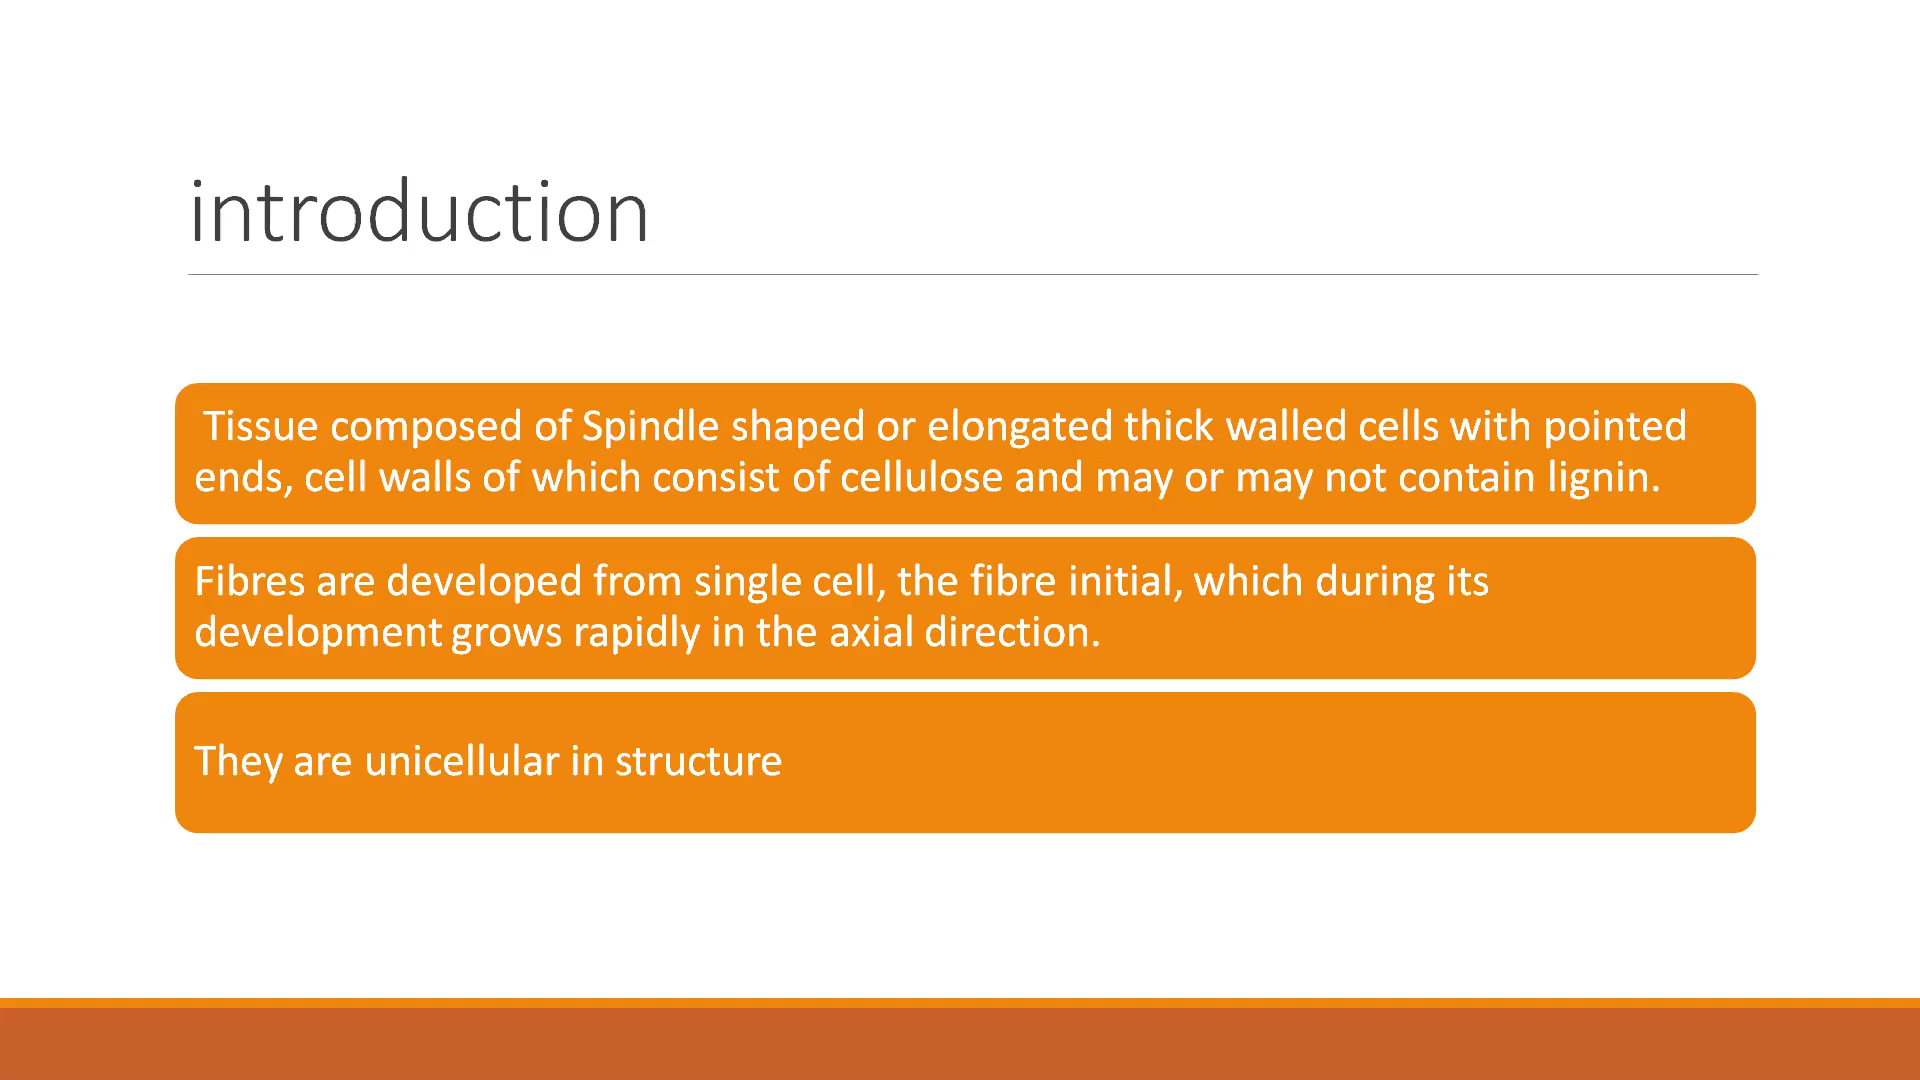 introduction
Tissue composed of Spindle shaped or elongated thick walled cells with pointed
ends, cell walls of which consist of cellulose and may or may not contain lignin.
Fibres are developed from single cell, the fibre initial, which during its
development grows rapidly in the axial direction.
They are unicellular in structure